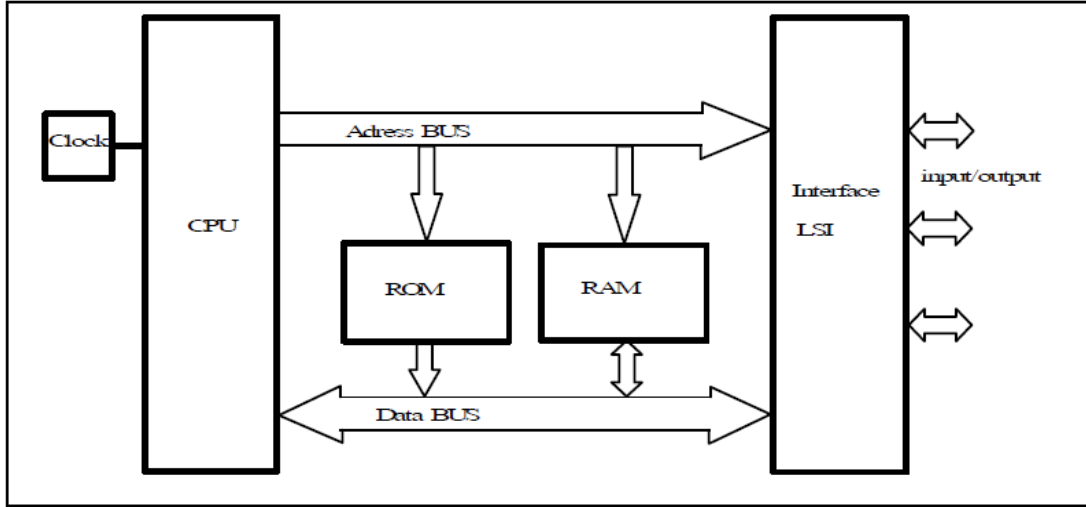 Clock
CPU
Adress BUS
ROM
RAM
Data BUS
Interface
LSI
input/output